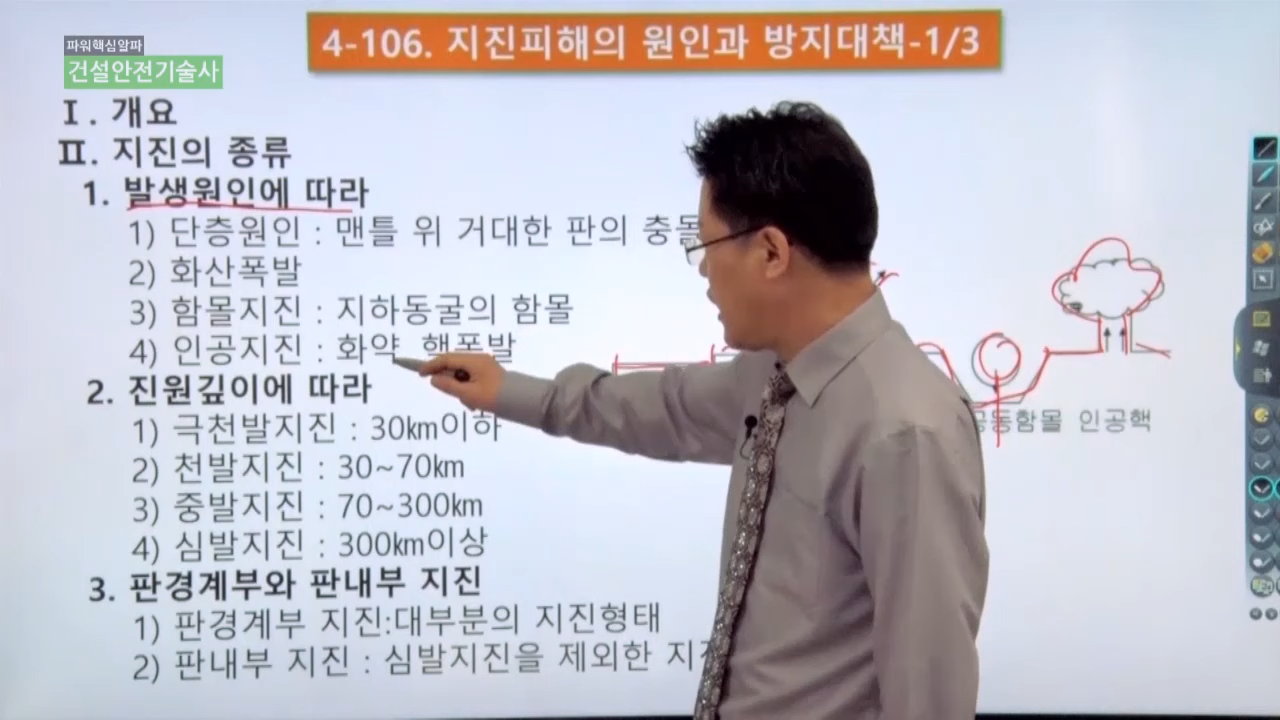 파워핵심암파
건설안전기술사
4-106. 지진피해의 원인과 방지대책-1/3
Ⅰ. 개요
Ⅱ. 지진의 종류
1. 발생원인에 따라
1) 단층원인 : 맨틀 위 거대한 판의 충돌
2) 화산폭발
3) 함몰지진 : 지하동굴의 함몰
4) 인공지진 : 화약, 핵폭발
2. 진원깊이에 따라
1) 극천발지진 : 30km이하
2) 천발지진 : 30~70km
3) 중발지진 : 70~300km
4) 심발지진 : 300km이상
3. 판경계부와 판내부 지진
1) 판경계부 지진:대부분의 지진형태
2) 판내부 지진 : 심발지진을 제외한
공동함몰 인공핵